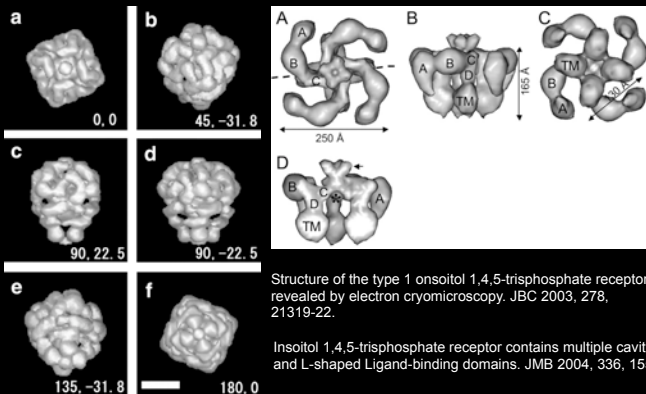 a
0,0
b
45,-31.8
c
90,22.5
d
90,-22.5
e
135,-31.8
f
180,0
A
A
B
C
250 Å
B
A
B
C
D
TM
165 Å
C
TM
B
A
30 Å
D
B
C
D
*
A
TM
Structure of the type 1 onsoitol 1,4,5-trisphosphate receptor
revealed by electron cryomicroscopy. JBC 2003, 278,
21319-22.
Insoitol 1,4,5-trisphosphate receptor contains multiple cavit
and L-shaped Ligand-binding domains. JMB 2004, 336, 15